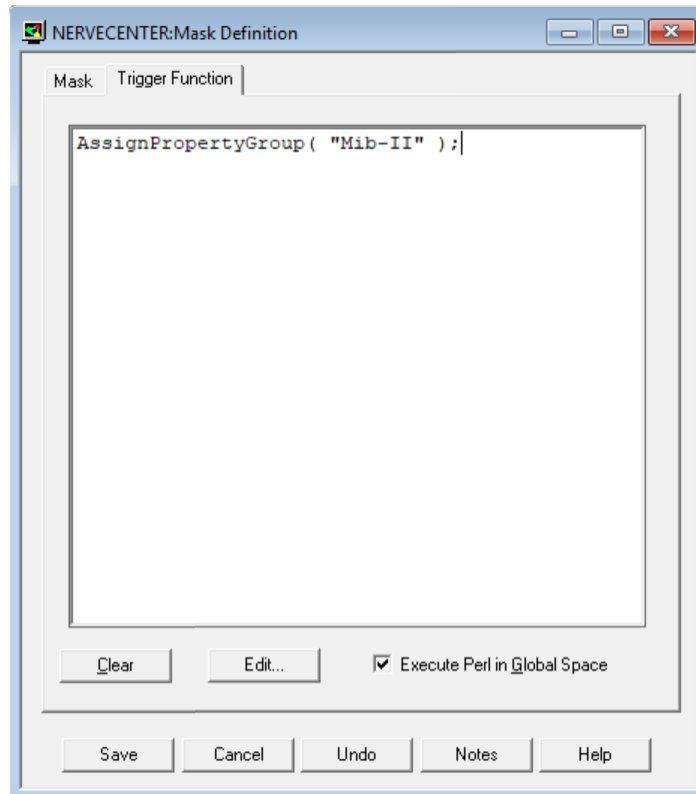 NERVECENTER:Mask Definition
Mask Trigger Function
AssignPropertyGroup( "Mib-II" );
Clear Edit... Execute Perl in Global Space
Save Cancel Undo Notes Help